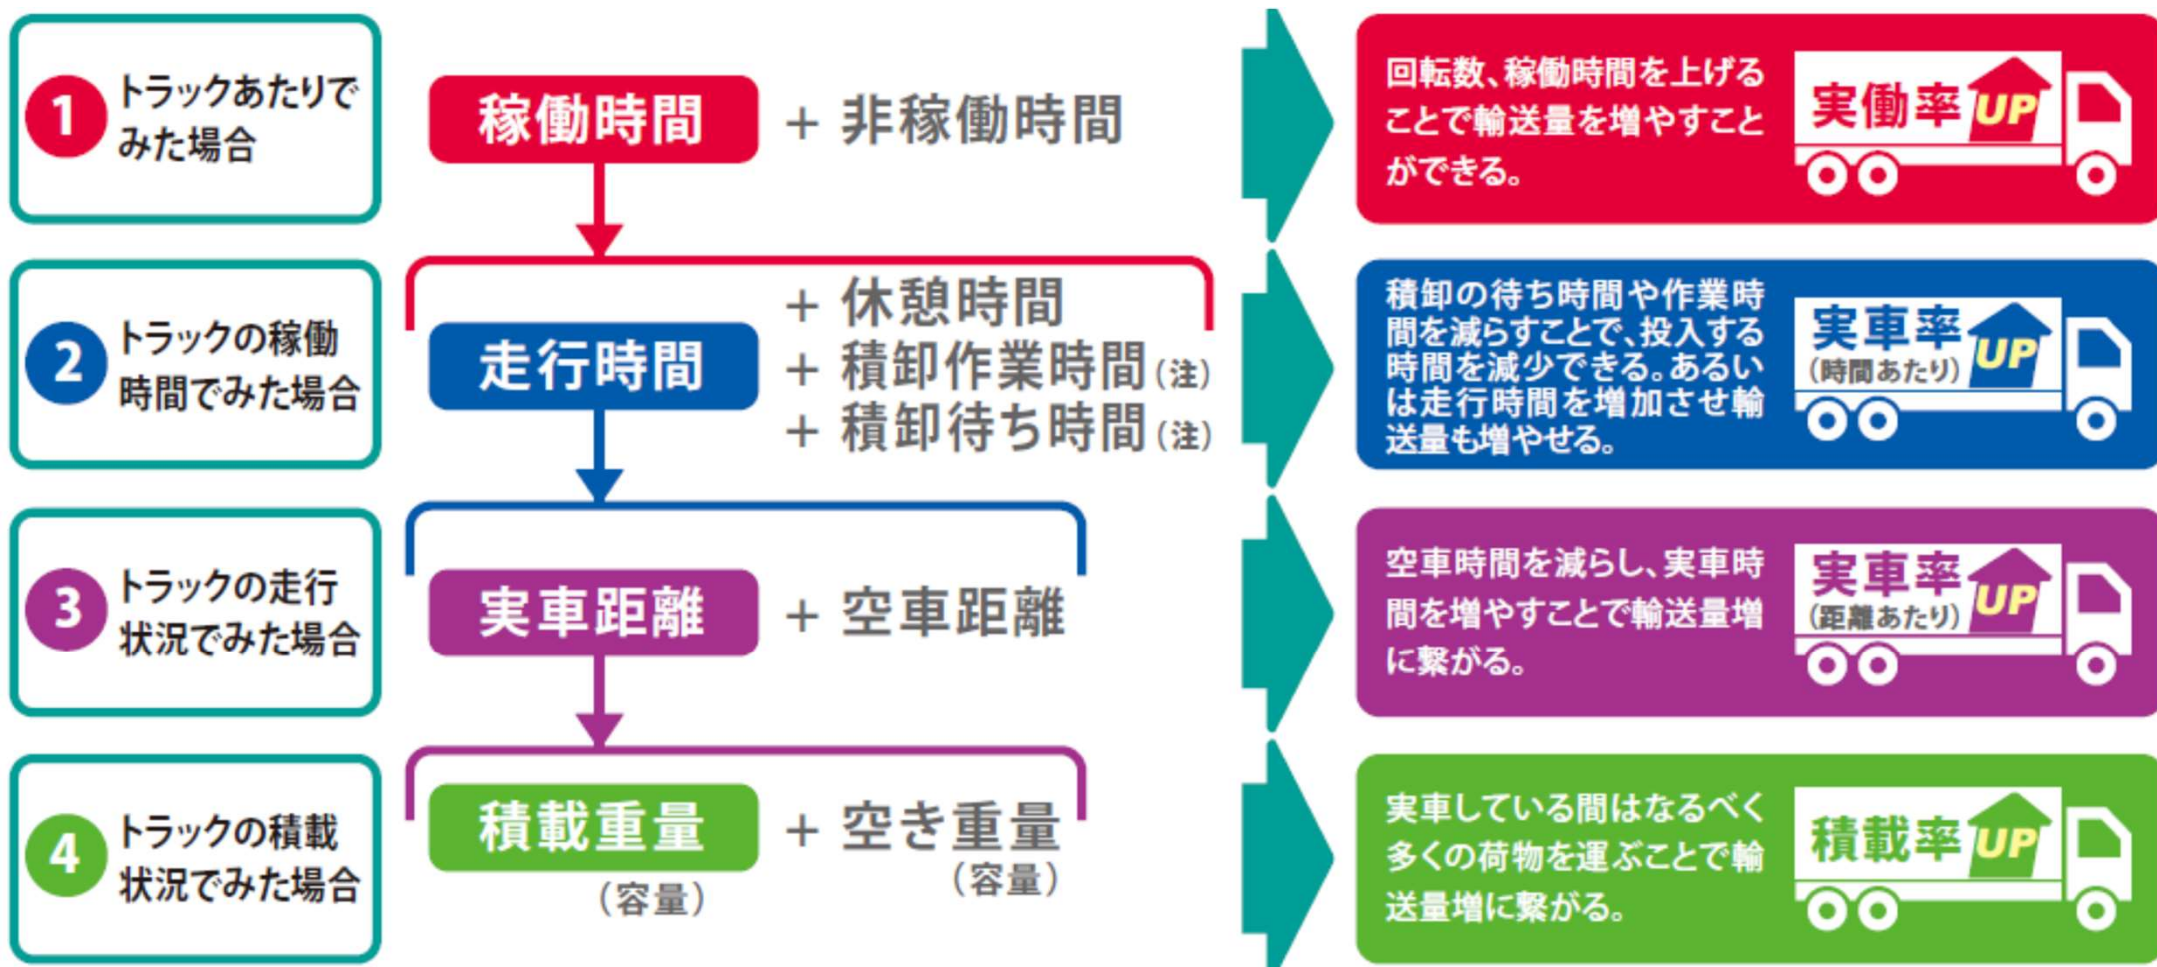 1
トラックあたりで
みた場合
稼働時間 + 非稼働時間
回転数、稼働時間を上げる
ことで輸送量を増やすこと
ができる。
実働率 UP
2
トラックの稼働
時間でみた場合
走行時間
+ 休憩時間
+ 積卸作業時間(注)
+ 積卸待ち時間(注)
積卸の待ち時間や作業時
間を減らすことで、投入する
時間を減少できる。あるい
は走行時間を増加させ輸
送量も増やせる。
実車率 UP
(時間あたり)
3
トラックの走行
状況でみた場合
実車距離 + 空車距離
空車時間を減らし、実車時
間を増やすことで輸送量増
に繋がる。
実車率 UP
(距離あたり)
4
トラックの積載
状況でみた場合
積載重量 + 空き重量
(容量) (容量)
実車している間はなるべく
多くの荷物を運ぶことで輸
送量増に繋がる。
積載率 UP